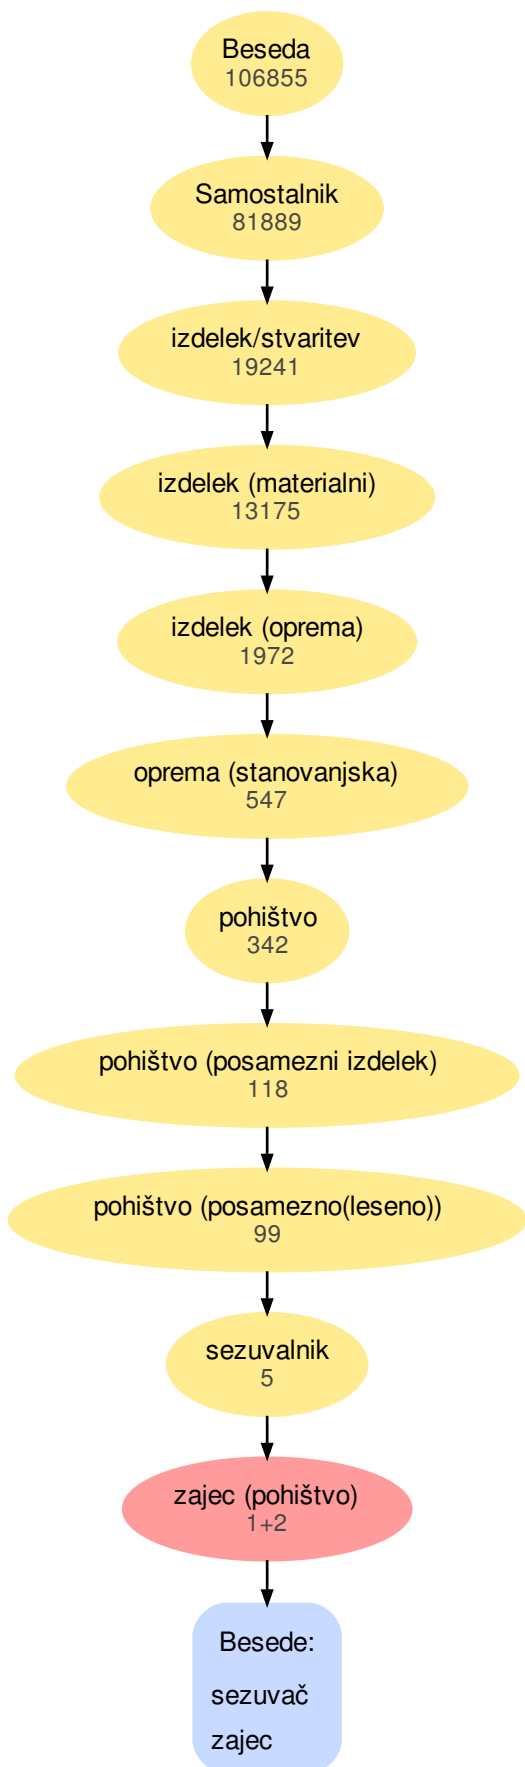 Beseda
106855
Samostalnik
81889
izdelek/stvaritev
19241
izdelek (materialni)
13175
izdelek (oprema)
1972
oprema (stanovanjska)
547
pohištvo
342
pohištvo (posamezni izdelek)
118
pohištvo (posamezno(leseno))
99
sezuvalnik
5
zajec (pohištvo)
1+2
Besede:
sezuvač
zajec